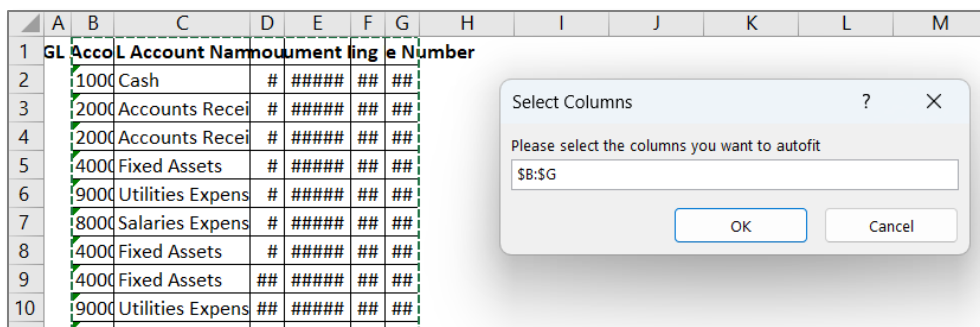 A B C D E F G H I J K L M
1 GL Acco L Account Nam mou ument ling e Number
2 1000 Cash # ##### ## ##
3 2000 Accounts Recei # ##### ## ##
4 2000 Accounts Recei # ##### ## ##
5 4000 Fixed Assets # ##### ## ##
6 9000 Utilities Expens # ##### ## ##
7 8000 Salaries Expens # ##### ## ##
8 4000 Fixed Assets # ##### ## ##
9 4000 Fixed Assets ## ##### ## ##
10 9000 Utilities Expens ## ##### ## ##
Select Columns ? X
Please select the columns you want to autofit
$B:$G
OK Cancel